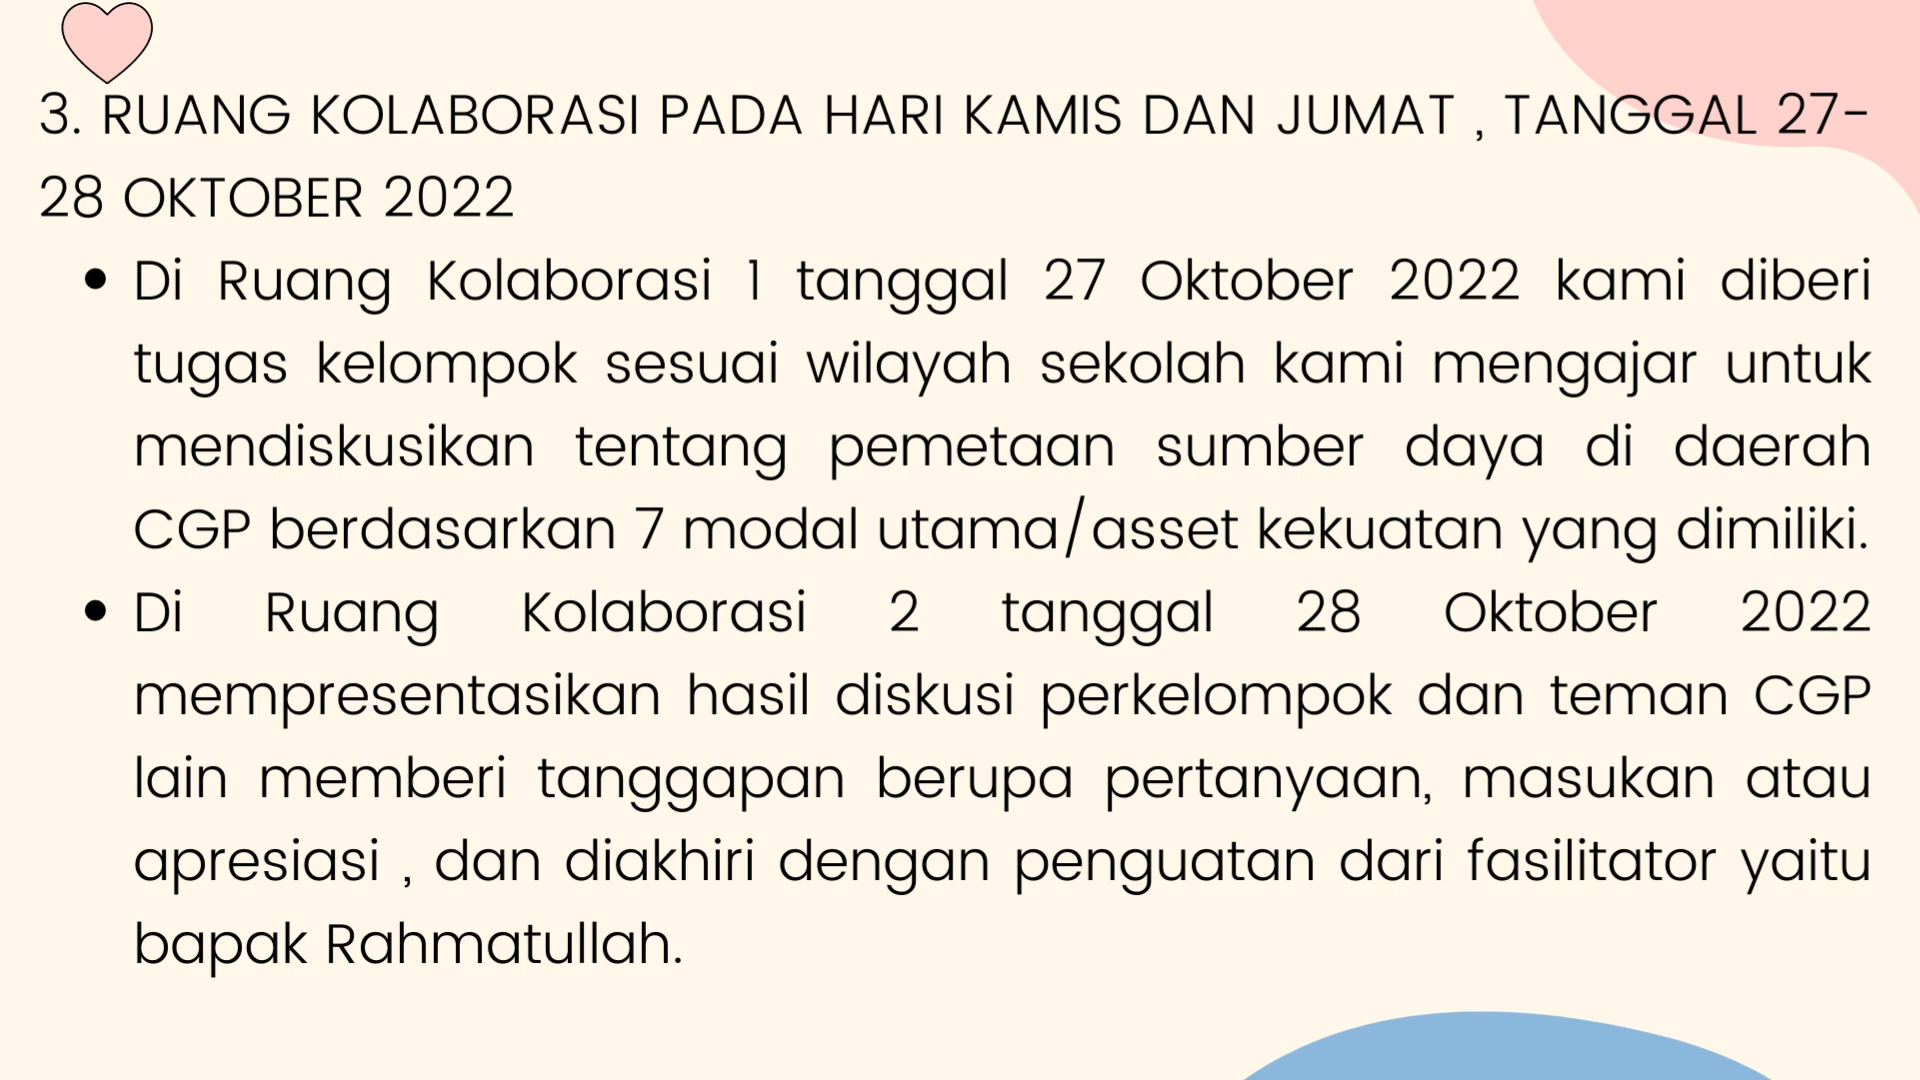 3. RUANG KOLABORASI PADA HARI KAMIS DAN JUMAT , TANGGAL 27-
28 OKTOBER 2022
• Di Ruang Kolaborasi 1 tanggal 27 Oktober 2022 kami diberi
tugas kelompok sesuai wilayah sekolah kami mengajar untuk
mendiskusikan tentang pemetaan sumber daya di daerah
CGP berdasarkan 7 modal utama/asset kekuatan yang dimiliki.
• Di Ruang Kolaborasi 2 tanggal 28 Oktober 2022
mempresentasikan hasil diskusi perkelompok dan teman CGP
lain memberi tanggapan berupa pertanyaan, masukan atau
apresiasi , dan diakhiri dengan penguatan dari fasilitator yaitu
bapak Rahmatullah.